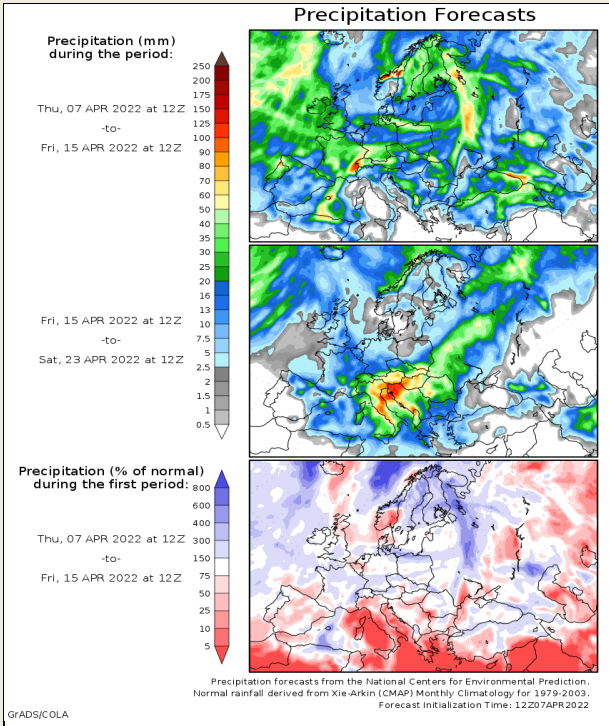 Precipitation Forecasts
Precipitation (mm)
during the period:
Thu, 07 APR 2022 at 12Z
-to-
Fri, 15 APR 2022 at 12Z
250
200
175
150
125
100
90
80
70
60
50
40
35
30
25
20
16
13
10
7.5
5
2.5
2
1.5
1
0.5
Fri, 15 APR 2022 at 12Z
-to-
Sat, 23 APR 2022 at 12Z
Precipitation (% of normal)
during the first period:
Thu, 07 APR 2022 at 12Z
-to-
Fri, 15 APR 2022 at 12Z
800
600
400
300
150
75
50
25
10
5
Precipitation forecasts from the National Centers for Environmental Prediction.
Normal rainfall derived from Xie-Arkin (CMAP) Monthly Climatology for 1979-2003.
Forecast Initialization Time: 12Z07APR2022
GrADS/COLA